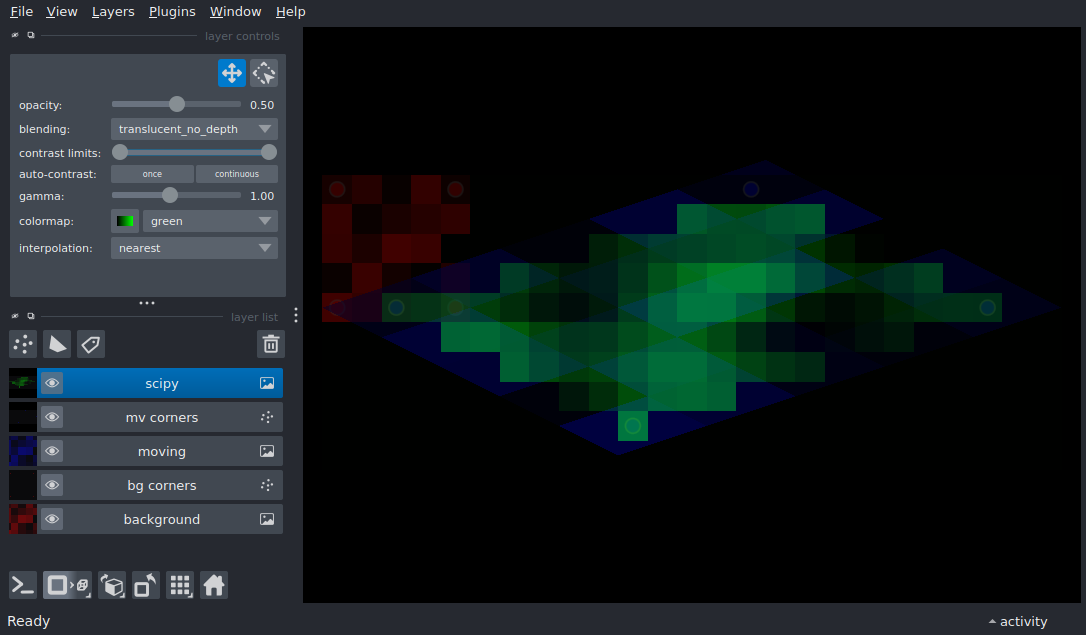 File View Layers Plugins Window Help
layer controls
opacity: 0.50
blending: translucent_no_depth
contrast limits:
auto-contrast: once continuous
gamma: 1.00
colormap: green
interpolation: nearest
layer list
scipy
mv corners
moving
bg corners
background
Ready
activity